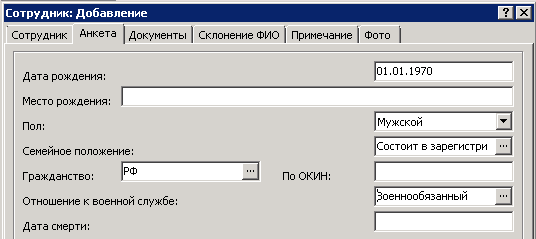 Сотрудник: Добавление
Сотрудник Анкета Документы Склонение ФИО Примечание Фото
Дата рождения: 01.01.1970
Место рождения:
Пол: Мужской
Семейное положение: Состоит в зарегистри ...
Гражданство: РФ ... По ОКИН:
Отношение к военной службе: Военнообязанный ...
Дата смерти: